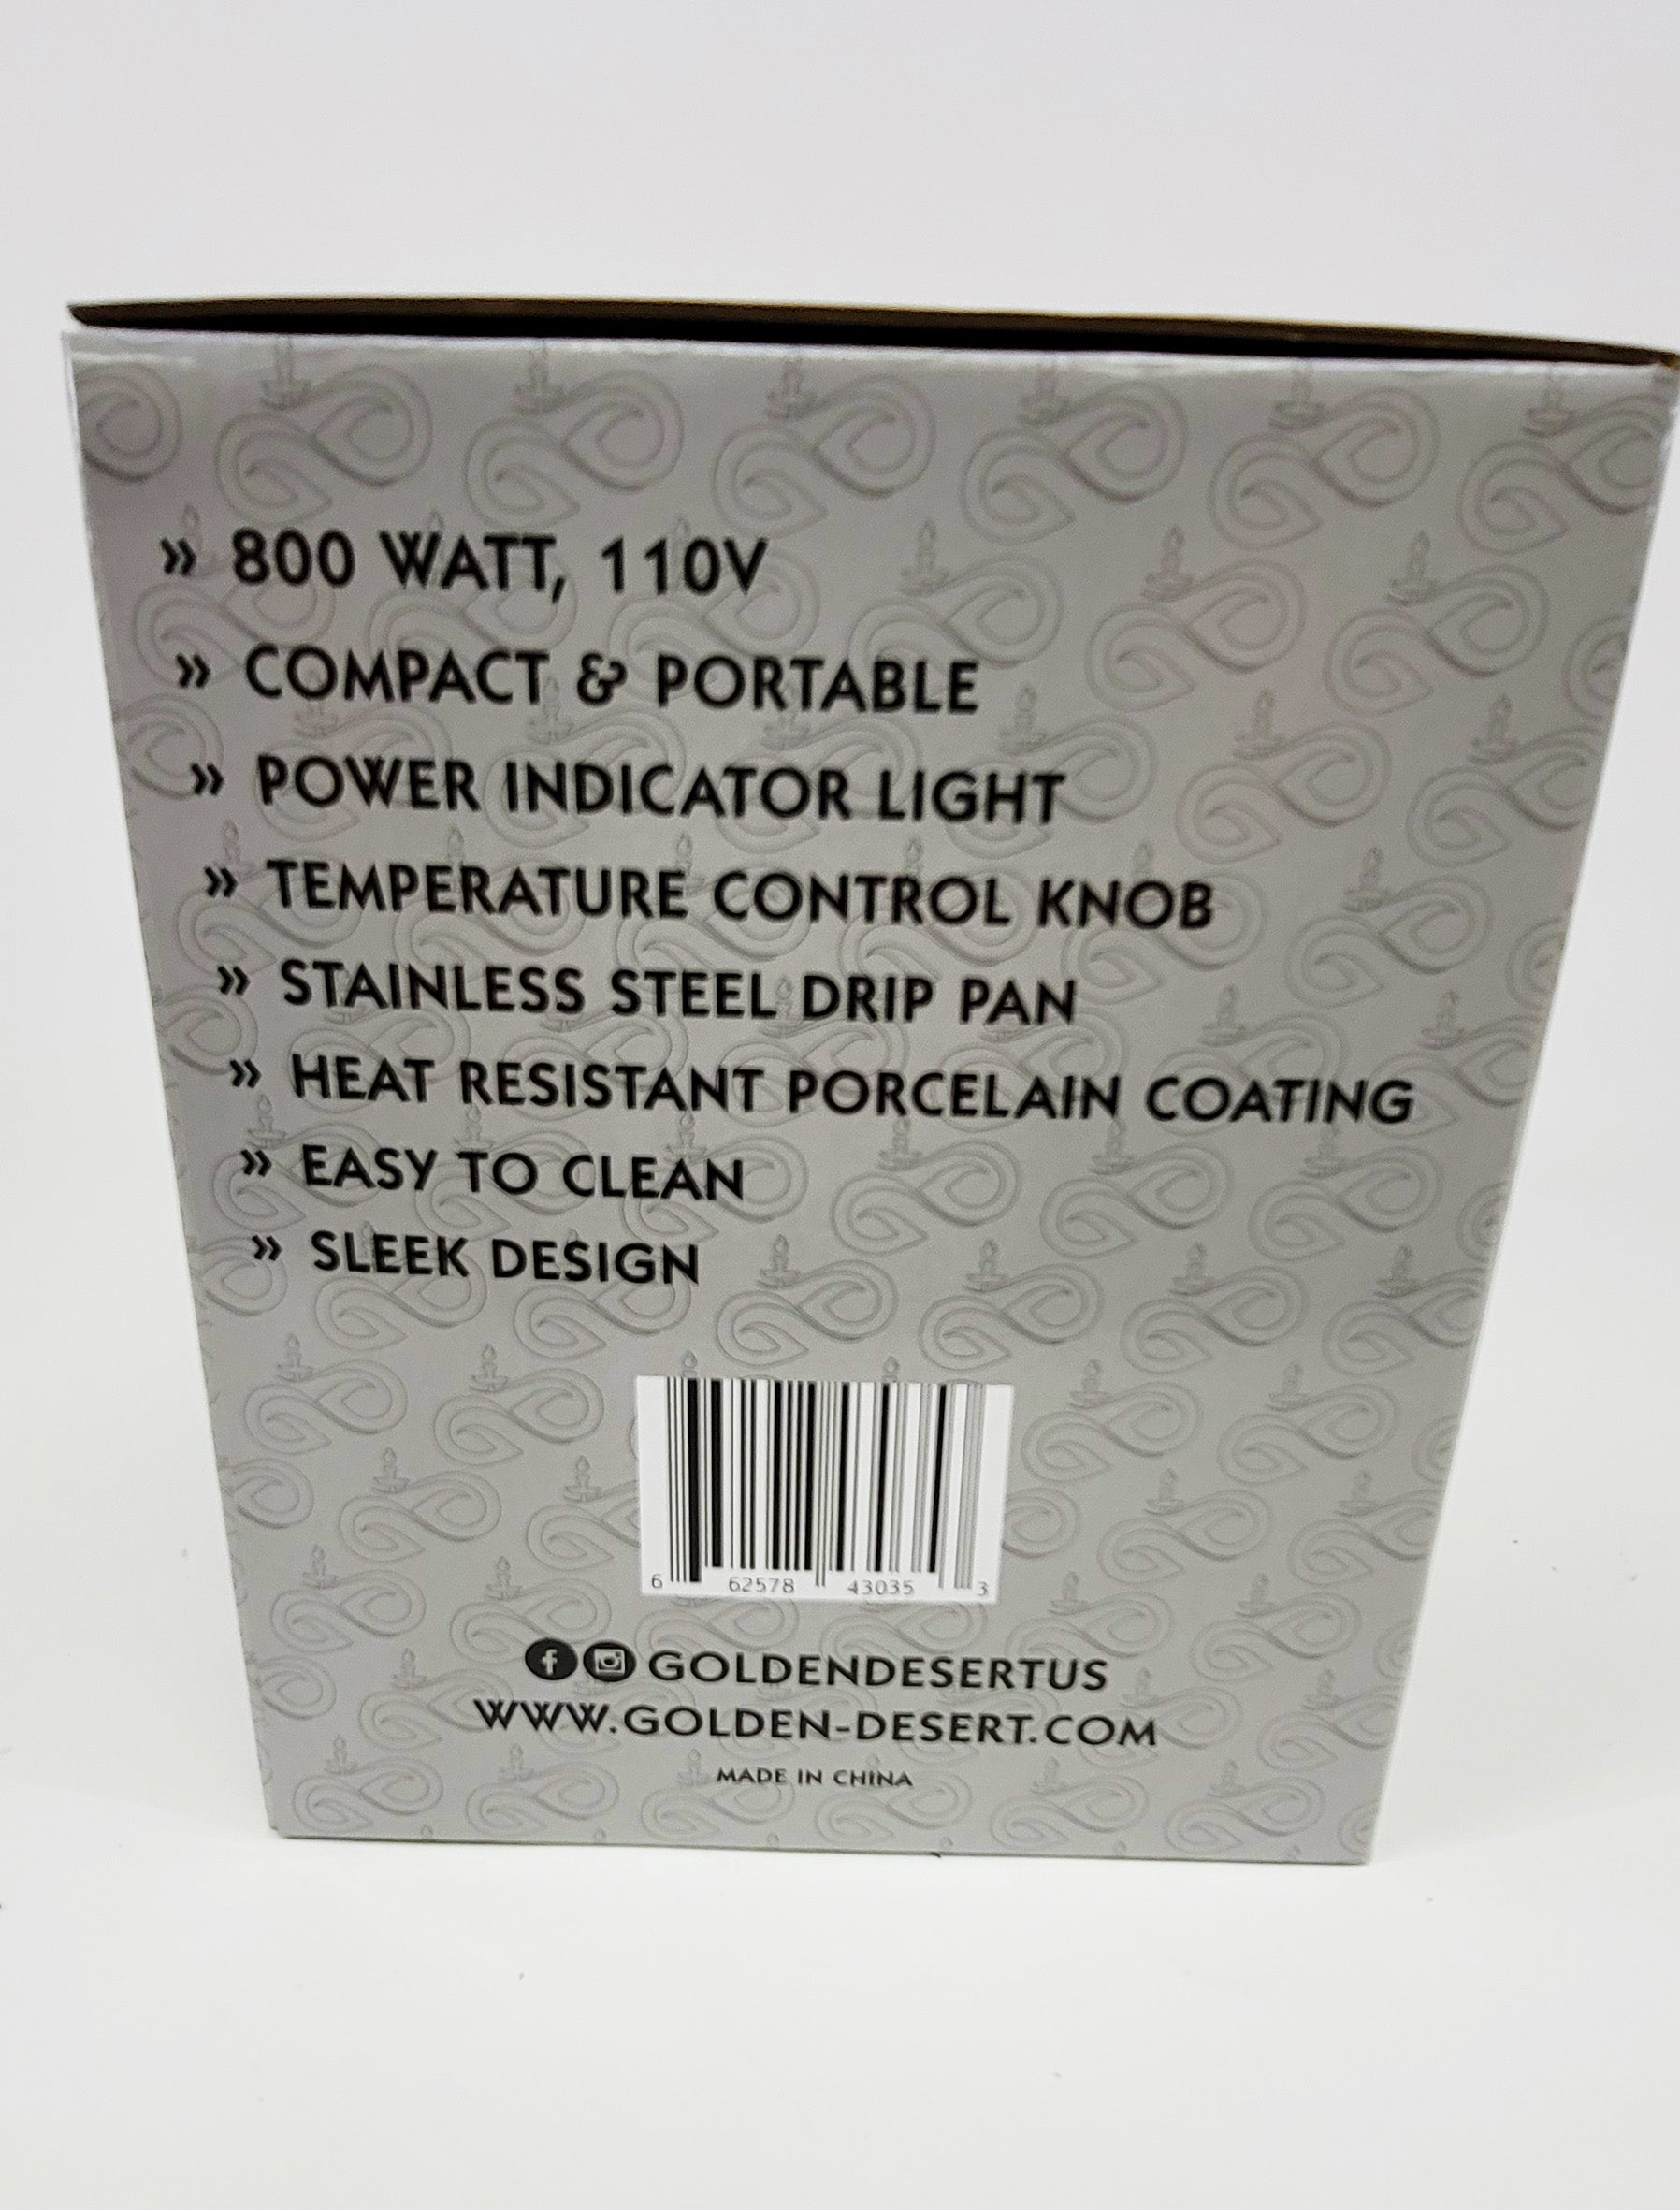 » 800 WATT, 110V
» COMPACT & PORTABLE
» POWER INDICATOR LIGHT
» TEMPERATURE CONTROL KNOB
» STAINLESS STEEL DRIP PAN
» HEAT RESISTANT PORCELAIN COATING
» EASY TO CLEAN
» SLEEK DESIGN
6 62578 43035 3
GOLDENDESERTUS
WWW.GOLDEN-DESERT.COM
MADE IN CHINA